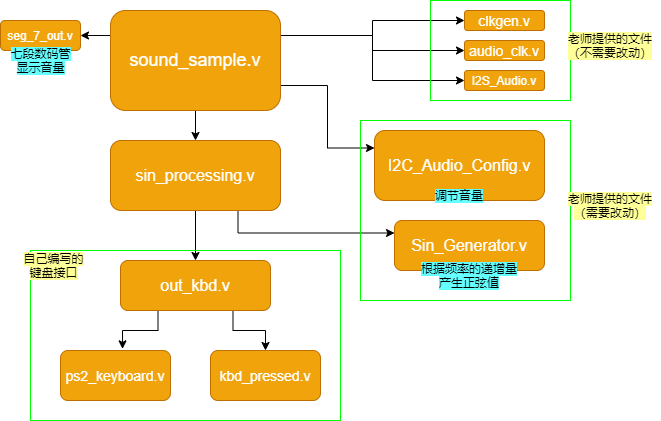 seg_7_out.v
七段数码管
显示音量
sound_sample.v
clkgen.v
audio_clk.v
I2S_Audio.v
老师提供的文件
（不需要改动）
sin_processing.v
I2C_Audio_Config.v
调节音量
老师提供的文件
（需要改动）
Sin_Generator.v
根据频率的递增量
产生正弦值
自己编写的
键盘接口
out_kbd.v
ps2_keyboard.v
kbd_pressed.v